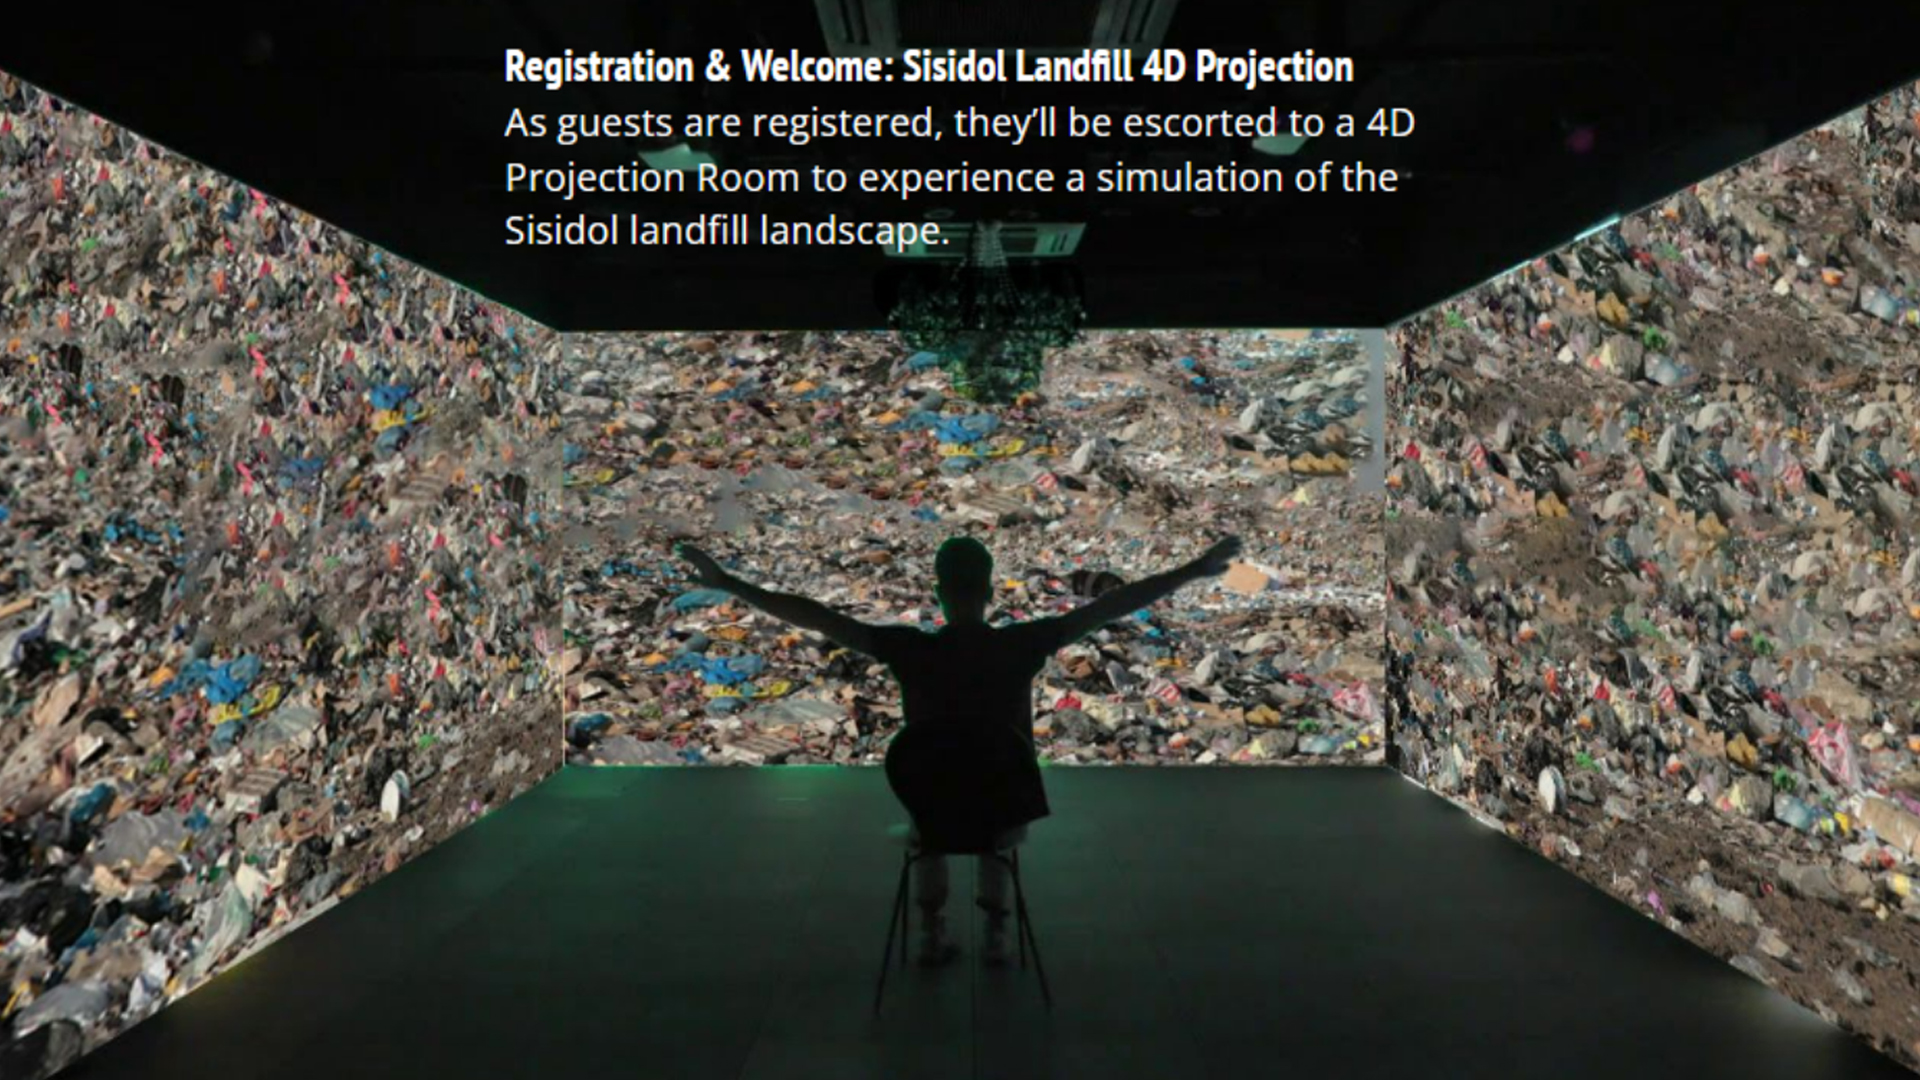 Registration & Welcome: Sisidol Landfill 4D Projection
As guests are registered, they’ll be escorted to a 4D
Projection Room to experience a simulation of the
Sisidol landfill landscape.